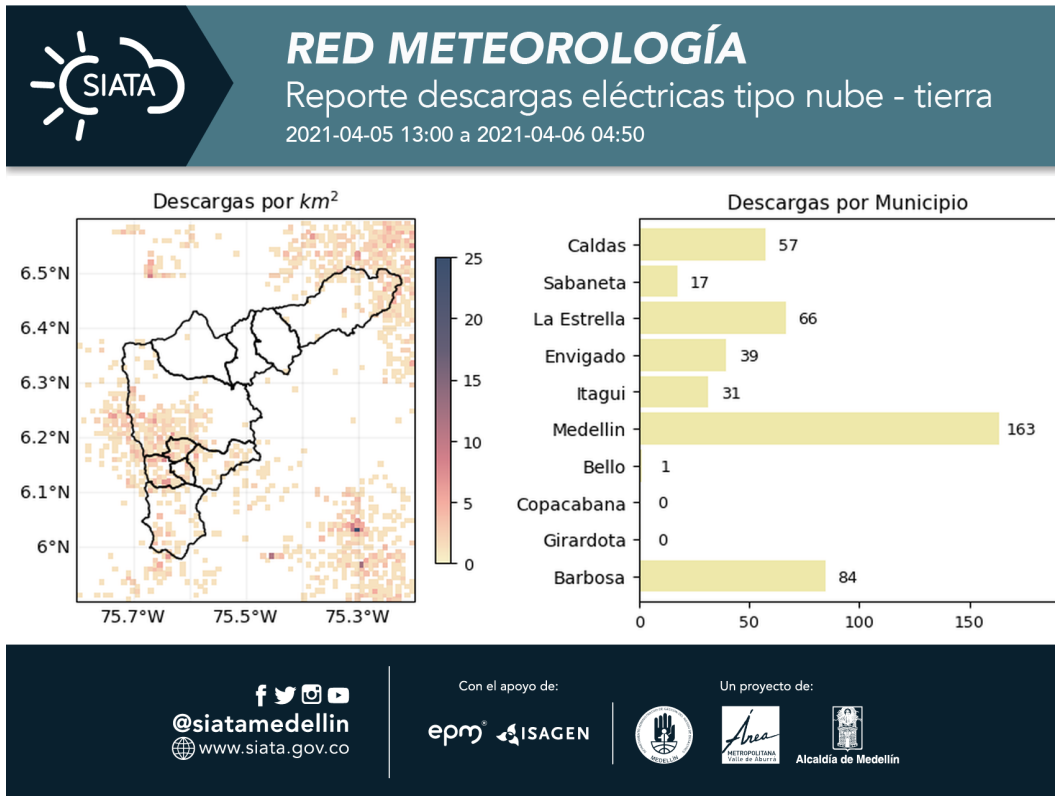 SIATA
RED METEOROLOGÍA
Reporte descargas eléctricas tipo nube - tierra
2021-04-05 13:00 a 2021-04-06 04:50
Descargas por km²
6.5°N
6.4°N
6.3°N
6.2°N
6.1°N
6°N
75.7°W 75.5°W 75.3°W
25
20
15
10
5
0
Descargas por Municipio
Caldas 57
Sabaneta 17
La Estrella 66
Envigado 39
Itagui 31
Medellin 163
Bello 1
Copacabana 0
Girardota 0
Barbosa 84
0 50 100 150
@siatamedellin
www.siata.gov.co
Con el apoyo de:
epm® ISAGEN
Un proyecto de:
MEDELLIN
Área
METROPOLITANA
Valle de Aburrá
Alcaldía de Medellín